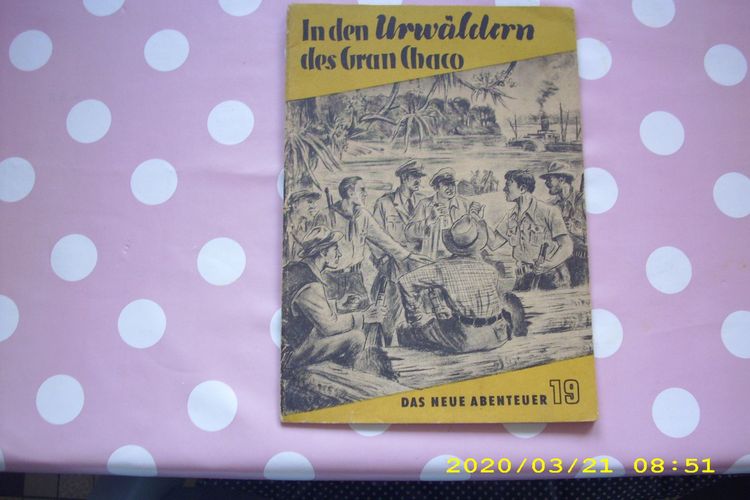 In den Urwäldern
des Gran Chaco
DAS NEUE ABENTEUER 19
2020/03/21 08:51